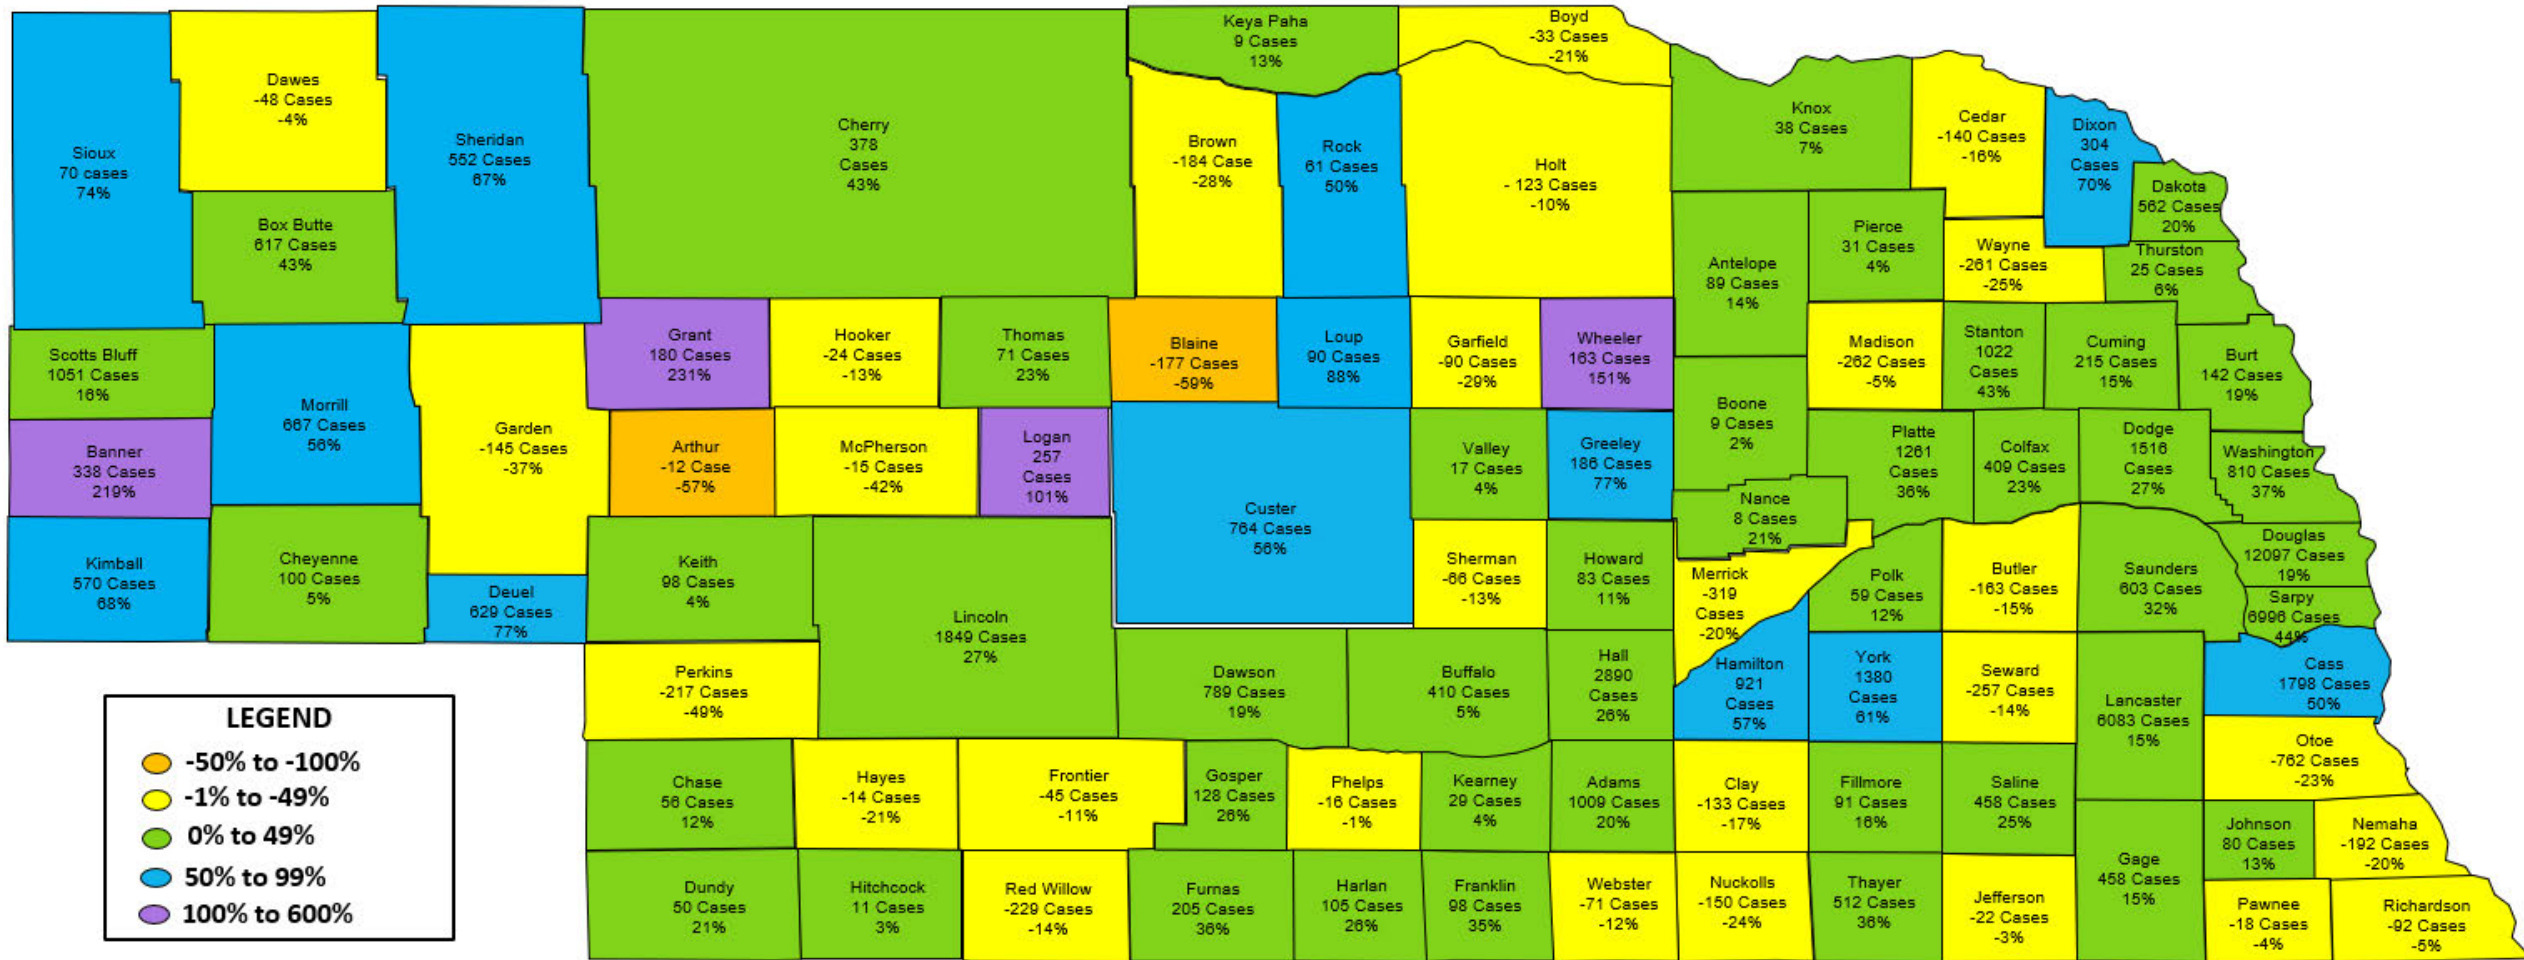 Sioux
70 cases
74%
Dawes
-48 Cases
-4%
Sheridan
552 Cases
67%
Box Butte
617 Cases
43%
Cherry
378
Cases
43%
Keya Paha
9 Cases
13%
Boyd
-33 Cases
-21%
Brown
-184 Case
-28%
Rock
61 Cases
50%
Holt
- 123 Cases
-10%
Knox
38 Cases
7%
Cedar
-140 Cases
-16%
Dixon
304
Cases
70%
Dakota
562 Cases
20%
Antelope
89 Cases
14%
Pierce
31 Cases
4%
Wayne
-261 Cases
-25%
Thurston
25 Cases
6%
Scotts Bluff
1051 Cases
16%
Banner
338 Cases
219%
Kimball
570 Cases
68%
Morrill
667 Cases
56%
Cheyenne
100 Cases
5%
Garden
-145 Cases
-37%
Deuel
629 Cases
77%
Grant
180 Cases
231%
Hooker
-24 Cases
-13%
Thomas
71 Cases
23%
Blaine
-177 Cases
-59%
Loup
90 Cases
88%
Garfield
-90 Cases
-29%
Wheeler
163 Cases
151%
Madison
-262 Cases
-5%
Stanton
1022
Cases
43%
Cuming
215 Cases
15%
Burt
142 Cases
19%
Arthur
-12 Case
-57%
McPherson
-15 Cases
-42%
Logan
257
Cases
101%
Custer
764 Cases
56%
Valley
17 Cases
4%
Greeley
186 Cases
77%
Boone
9 Cases
2%
Nance
8 Cases
21%
Platte
1261
Cases
36%
Colfax
409 Cases
23%
Dodge
1516
Cases
27%
Washington
810 Cases
37%
Keith
98 Cases
4%
Lincoln
1849 Cases
27%
Sherman
-66 Cases
-13%
Howard
83 Cases
11%
Merrick
-319
Cases
-20%
Polk
59 Cases
12%
Butler
-163 Cases
-15%
Saunders
603 Cases
32%
Douglas
12097 Cases
19%
Sarpy
6996 Cases
44%
Perkins
-217 Cases
-49%
Dawson
789 Cases
19%
Buffalo
410 Cases
5%
Hall
2890
Cases
26%
Hamilton
921
Cases
57%
York
1380
Cases
61%
Seward
-257 Cases
-14%
Lancaster
6083 Cases
15%
Cass
1798 Cases
50%
Otoe
-762 Cases
-23%
Chase
56 Cases
12%
Hayes
-14 Cases
-21%
Frontier
-45 Cases
-11%
Gosper
128 Cases
26%
Phelps
-16 Cases
-1%
Kearney
29 Cases
4%
Adams
1009 Cases
20%
Clay
-133 Cases
-17%
Fillmore
91 Cases
16%
Saline
458 Cases
25%
Gage
458 Cases
15%
Johnson
80 Cases
13%
Nemaha
-192 Cases
-20%
Dundy
50 Cases
21%
Hitchcock
11 Cases
3%
Red Willow
-229 Cases
-14%
Furnas
205 Cases
36%
Harlan
105 Cases
26%
Franklin
98 Cases
35%
Webster
-71 Cases
-12%
Nuckolls
-150 Cases
-24%
Thayer
512 Cases
36%
Jefferson
-22 Cases
-3%
Pawnee
-18 Cases
-4%
Richardson
-92 Cases
-5%
LEGEND
-50% to -100%
-1% to -49%
0% to 49%
50% to 99%
100% to 600%